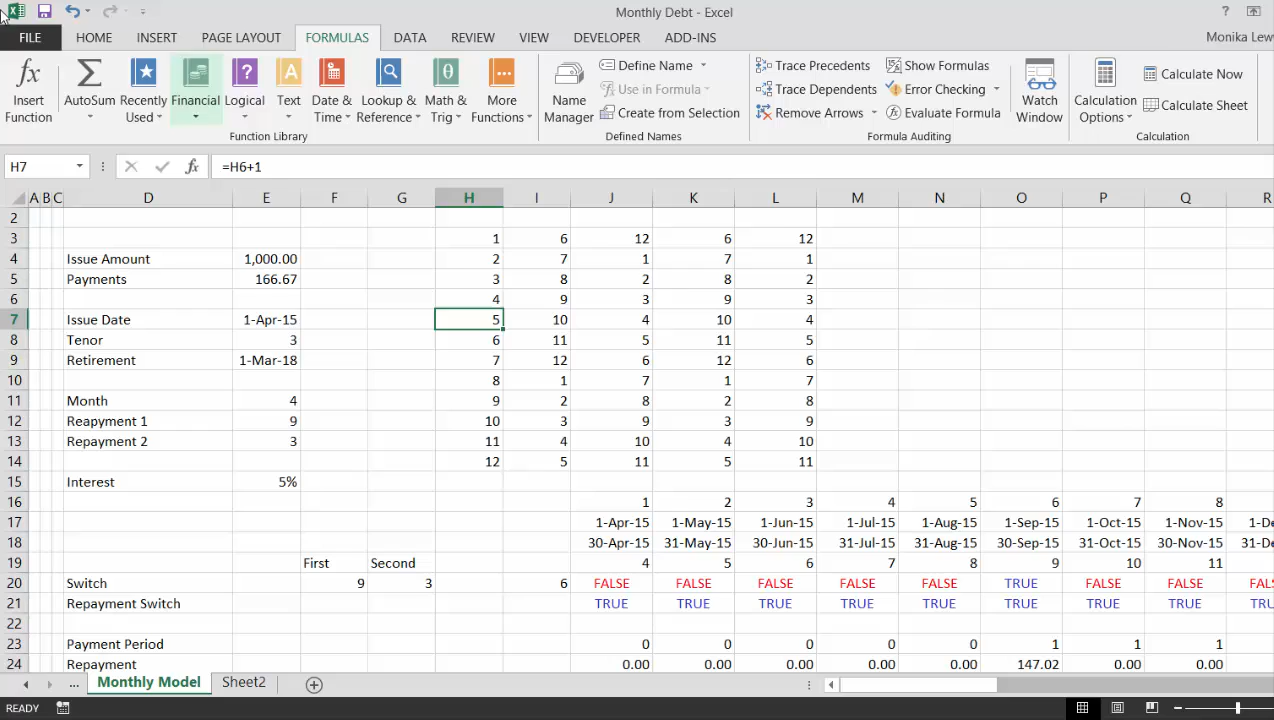 Monthly Debt - Excel
FILE HOME INSERT PAGE LAYOUT FORMULAS DATA REVIEW VIEW DEVELOPER ADD-INS Monika Lew
Insert Function
AutoSum
Recently Used
Financial
Logical
Text
Date & Time
Lookup & Reference
Math & Trig
More Functions
Function Library
Name Manager
Define Name
Use in Formula
Create from Selection
Defined Names
Trace Precedents
Trace Dependents
Remove Arrows
Show Formulas
Error Checking
Evaluate Formula
Formula Auditing
Watch Window
Calculation Options
Calculate Now
Calculate Sheet
Calculation
H7 fx =H6+1
A B C D E F G H I J K L M N O P Q R
2
3 1 6 12 6 12
4 Issue Amount 1,000.00 2 7 1 7 1
5 Payments 166.67 3 8 2 8 2
6 4 9 3 9 3
7 Issue Date 1-Apr-15 5 10 4 10 4
8 Tenor 3 6 11 5 11 5
9 Retirement 1-Mar-18 7 12 6 12 6
10 8 1 7 1 7
11 Month 4 9 2 8 2 8
12 Reapyment 1 9 10 3 9 3 9
13 Repayment 2 3 11 4 10 4 10
14 12 5 11 5 11
15 Interest 5%
16 1 2 3 4 5 6 7 8
17 1-Apr-15 1-May-15 1-Jun-15 1-Jul-15 1-Aug-15 1-Sep-15 1-Oct-15 1-Nov-15 1-De
18 30-Apr-15 31-May-15 30-Jun-15 31-Jul-15 31-Aug-15 30-Sep-15 31-Oct-15 30-Nov-15 31-De
19 First Second 4 5 6 7 8 9 10 11
20 Switch 9 3 6 FALSE FALSE FALSE FALSE FALSE TRUE FALSE FALSE FALS
21 Repayment Switch TRUE TRUE TRUE TRUE TRUE TRUE TRUE TRUE TRU
22
23 Payment Period 0 0 0 0 0 1 1 1
24 Repayment 0.00 0.00 0.00 0.00 0.00 147.02 0.00 0.00
... Monthly Model Sheet2
READY